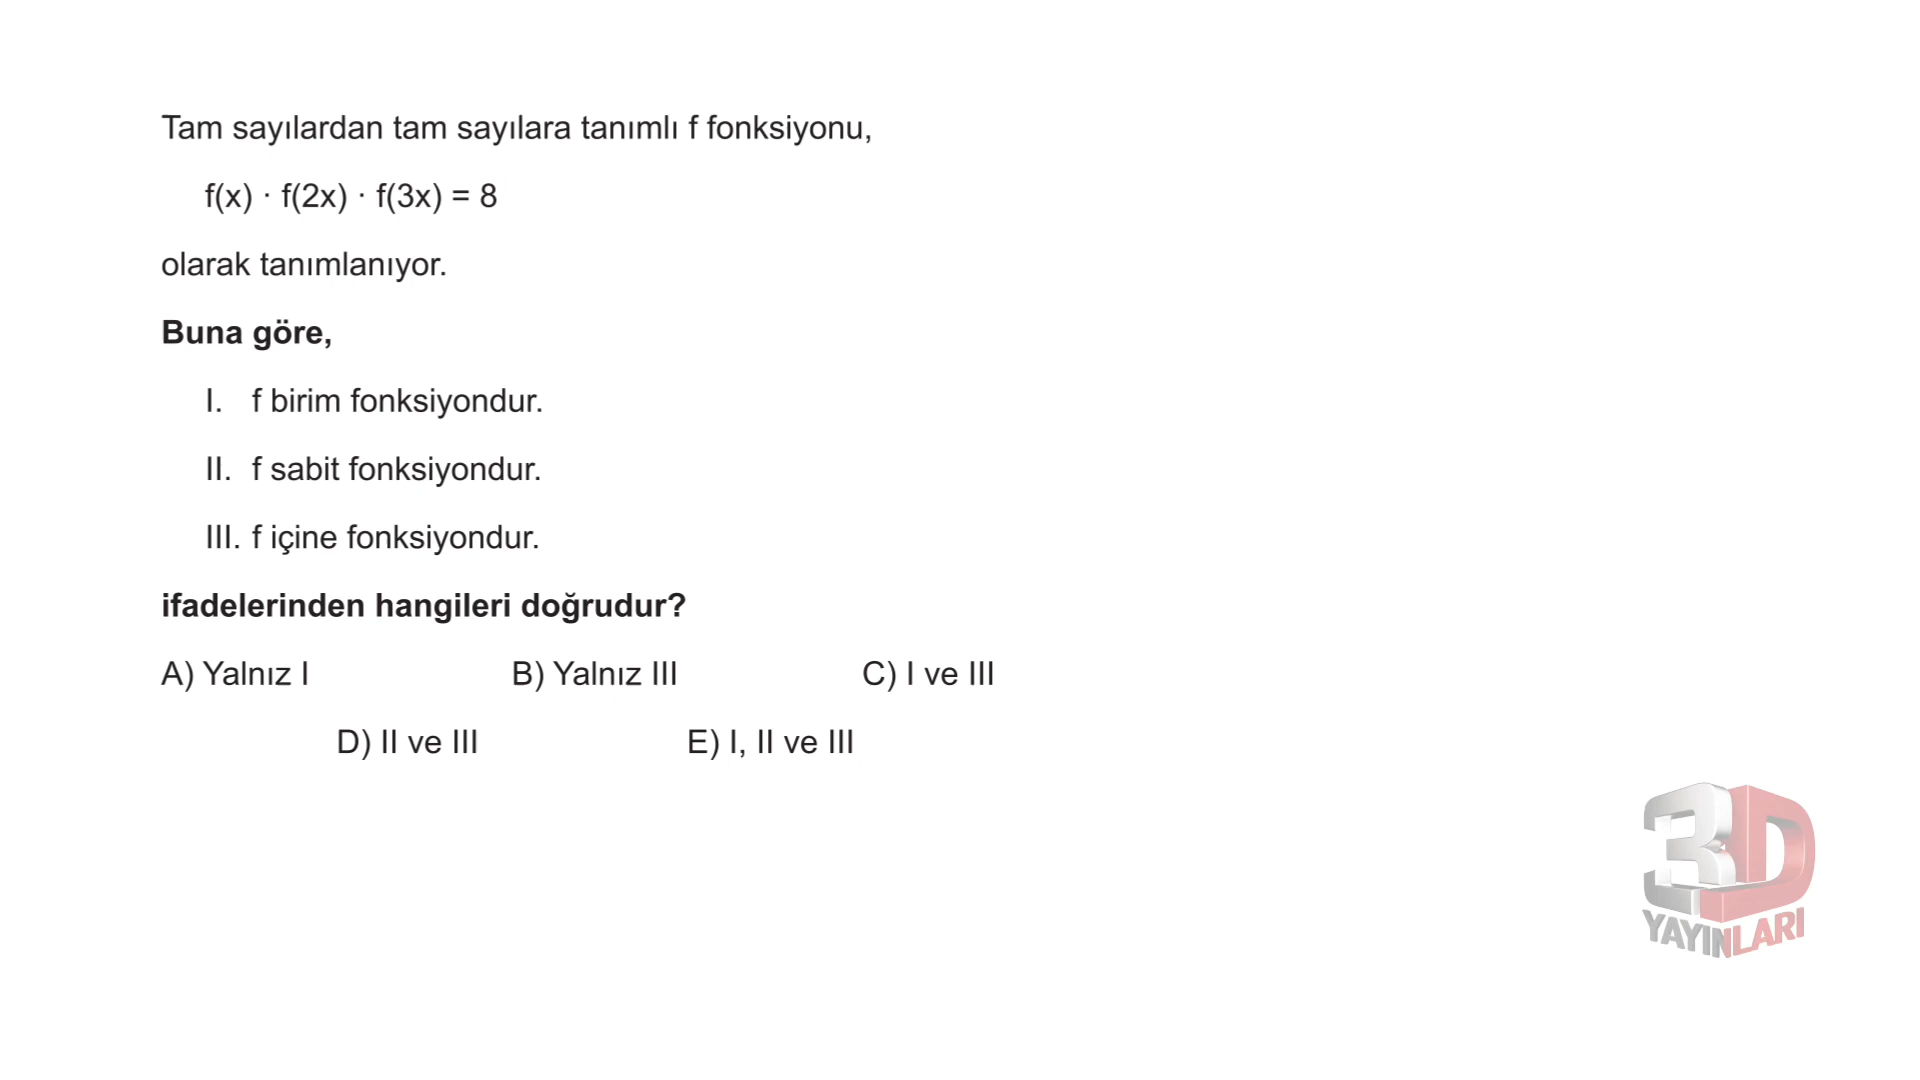 Tam sayılardan tam sayılara tanımlı f fonksiyonu,
f(x) · f(2x) · f(3x) = 8
olarak tanımlanıyor.
Buna göre,
I. f birim fonksiyondur.
II. f sabit fonksiyondur.
III. f içine fonksiyondur.
ifadelerinden hangileri doğrudur?
A) Yalnız I B) Yalnız III C) I ve III
D) II ve III E) I, II ve III
3D
YAYINLARI